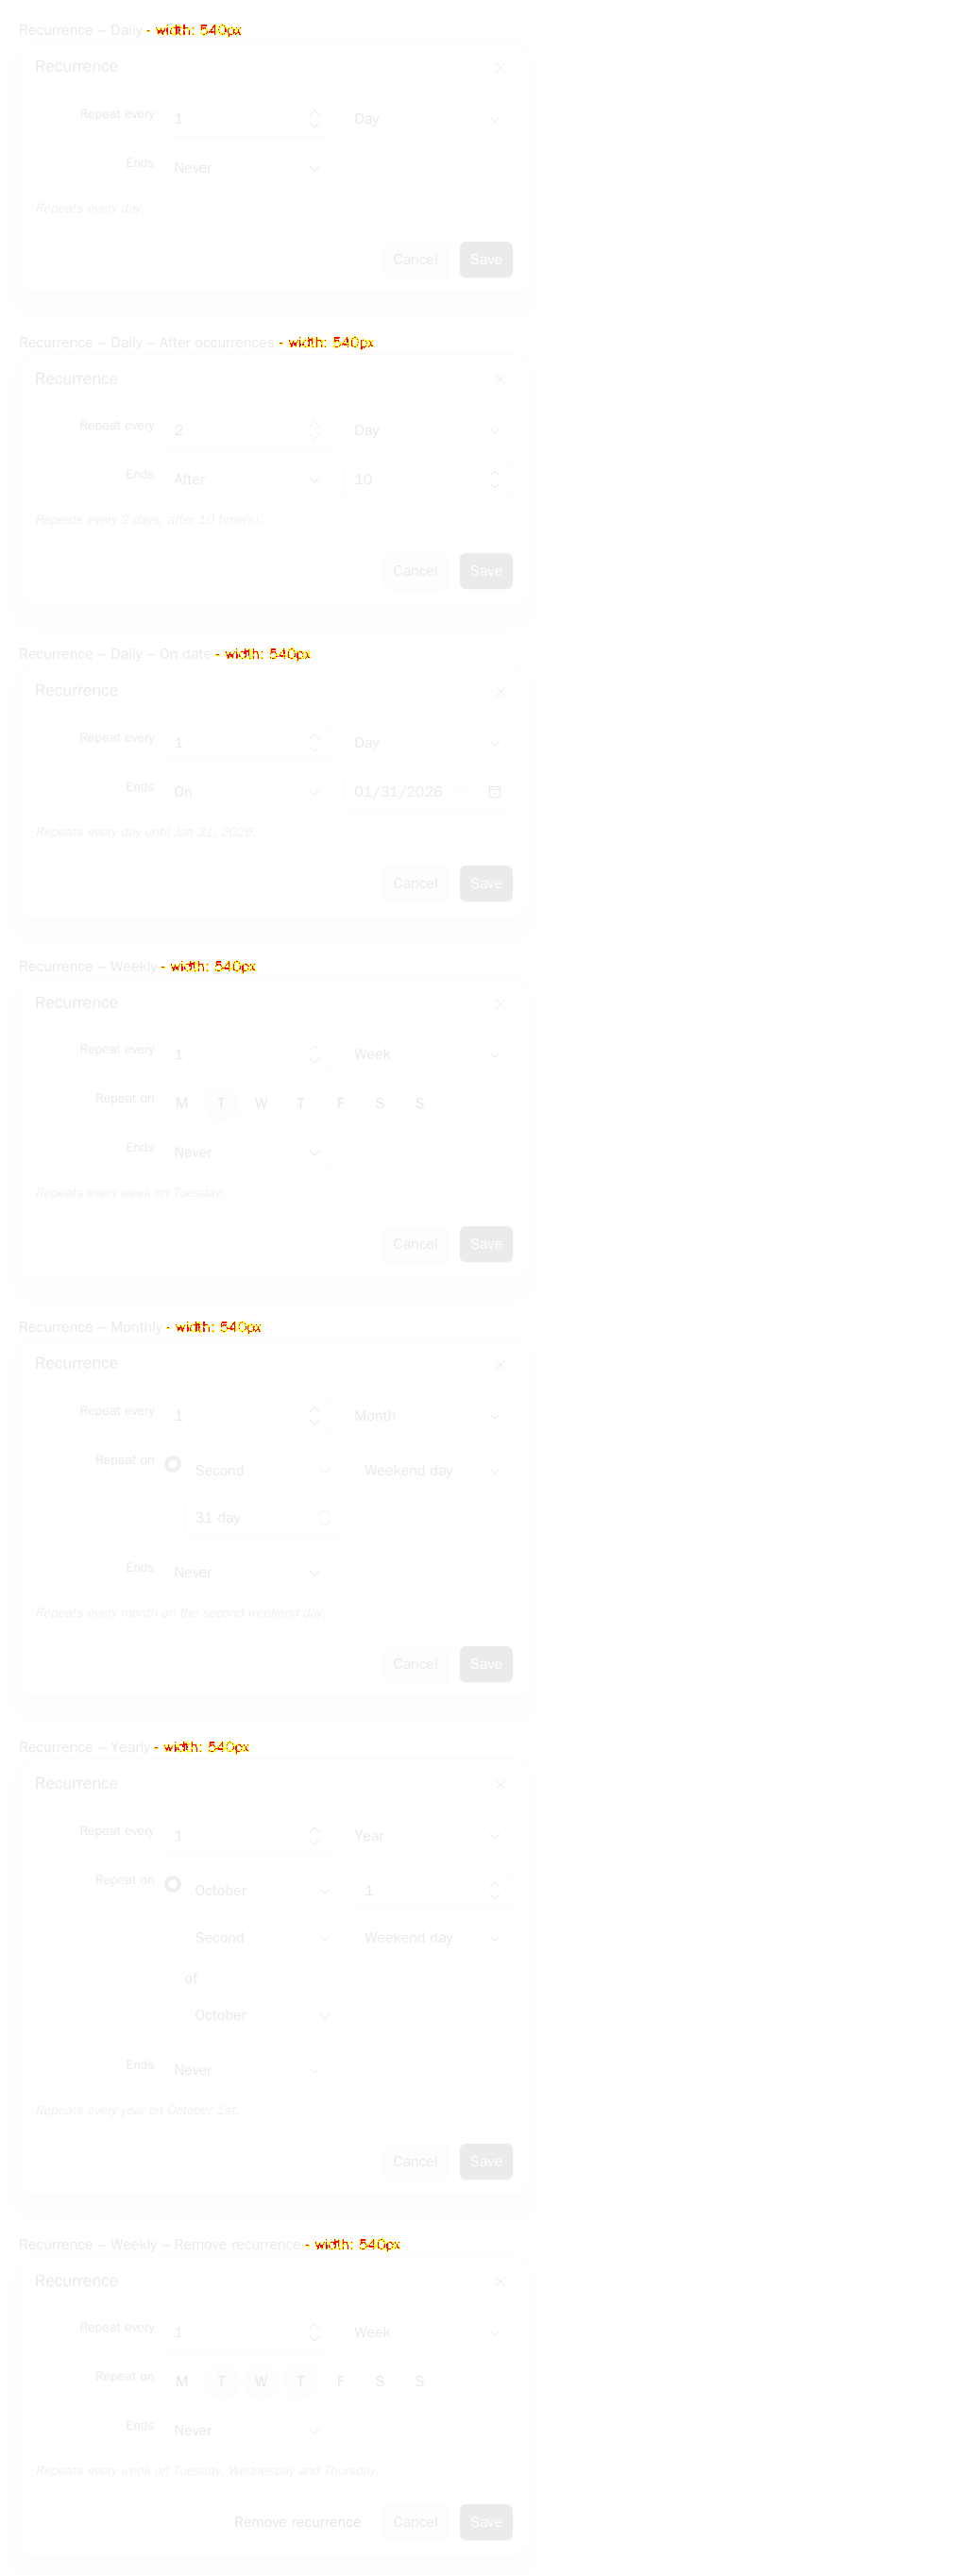 Recurrence – Daily - width: 540px
Recurrence
Repeat every 1 Day
Ends Never
Repeats every day.
Cancel Save
Recurrence – Daily – After occurrences - width: 540px
Recurrence
Repeat every 2 Day
Ends After 10
Repeats every 2 days, after 10 time(s).
Cancel Save
Recurrence – Daily – On date - width: 540px
Recurrence
Repeat every 1 Day
Ends On 01/31/2026
Repeats every day until Jan 31, 2026.
Cancel Save
Recurrence – Weekly - width: 540px
Recurrence
Repeat every 1 Week
Repeat on M T W T F S S
Ends Never
Repeats every week on Tuesday.
Cancel Save
Recurrence – Monthly - width: 540px
Recurrence
Repeat every 1 Month
Repeat on Second Weekend day
31 day
Ends Never
Repeats every month on the second weekend day.
Cancel Save
Recurrence – Yearly - width: 540px
Recurrence
Repeat every 1 Year
Repeat on October 1
Second Weekend day
of
October
Ends Never
Repeats every year on October 1st.
Cancel Save
Recurrence – Weekly – Remove recurrence - width: 540px
Recurrence
Repeat every 1 Week
Repeat on M T W T F S S
Ends Never
Repeats every week on Tuesday, Wednesday and Thursday.
Remove recurrence Cancel Save